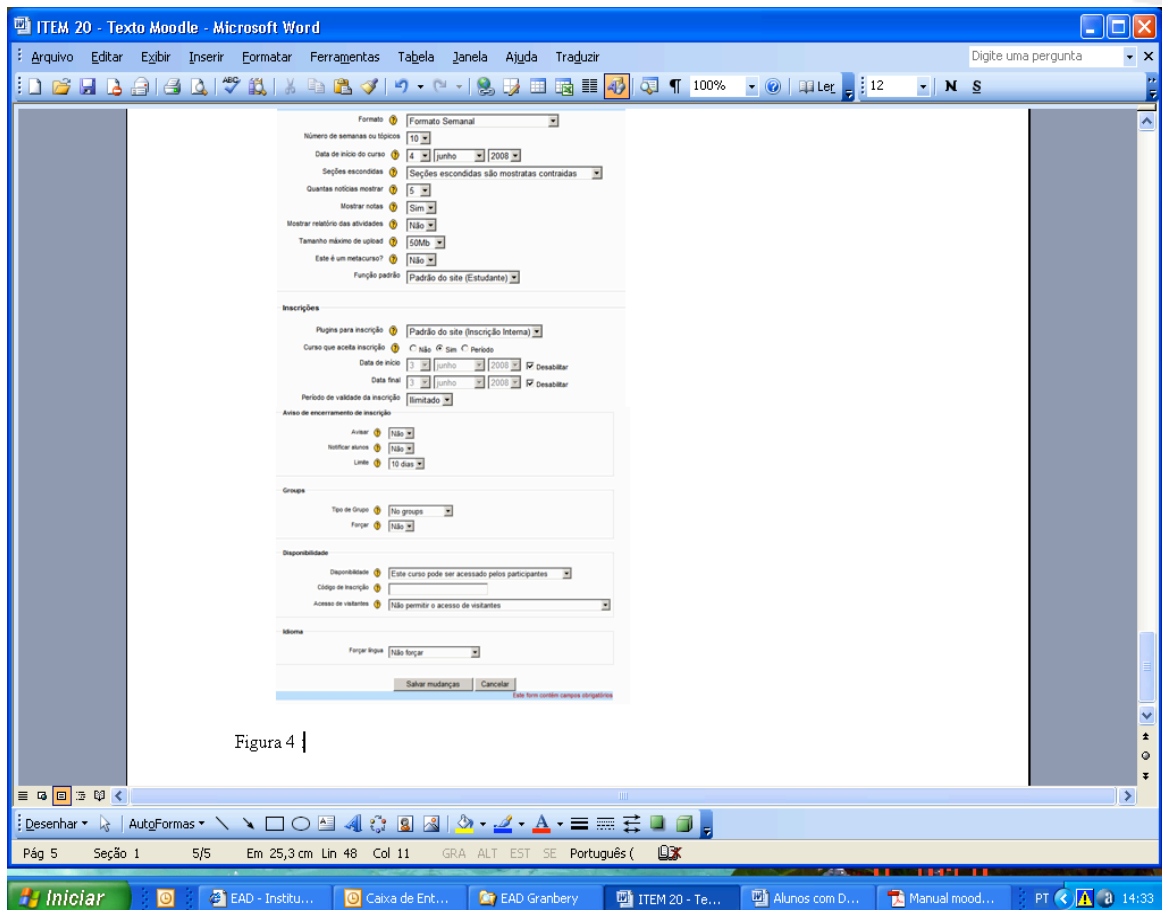 ITEM 20 - Texto Moodle - Microsoft Word
Arquivo Editar Exibir Inserir Formatar Ferramentas Tabela Janela Ajuda Traduzir Digite uma pergunta
100% Ler 12 N S
Formato Formato Semanal
Número de semanas ou tópicos 10
Data de início do curso 4 junho 2008
Seções escondidas Seções escondidas são mostratas contraidas
Quantas notícias mostrar 5
Mostrar notas Sim
Mostrar relatório das atividades Não
Tamanho máximo de upload 50Mb
Este é um metacurso? Não
Função padrão Padrão do site (Estudante)
Inscrições
Plugins para inscrição Padrão do site (Inscrição Interna)
Curso que aceita inscrição Não Sim Período
Data de início 3 junho 2008 Desabilitar
Data final 3 junho 2008 Desabilitar
Período de validade da inscrição Ilimitado
Aviso de encerramento de inscrição
Avisar Não
Notificar alunos Não
Limite 10 dias
Groups
Tipo de Grupo No groups
Forçar Não
Disponibilidade
Disponibilidade Este curso pode ser acessado pelos participantes
Código de inscrição
Acesso de visitantes Não permitir o acesso de visitantes
Idioma
Forçar língua Não forçar
Salvar mudanças Cancelar
Este form contém campos obrigatórios
Figura 4 :
Desenhar AutoFormas
Pág 5 Seção 1 5/5 Em 25,3 cm Lin 48 Col 11 GRA ALT EST SE Português (
Iniciar EAD - Institu... Caixa de Ent... EAD Granbery ITEM 20 - Te... Alunos com D... Manual mood... PT 14:33